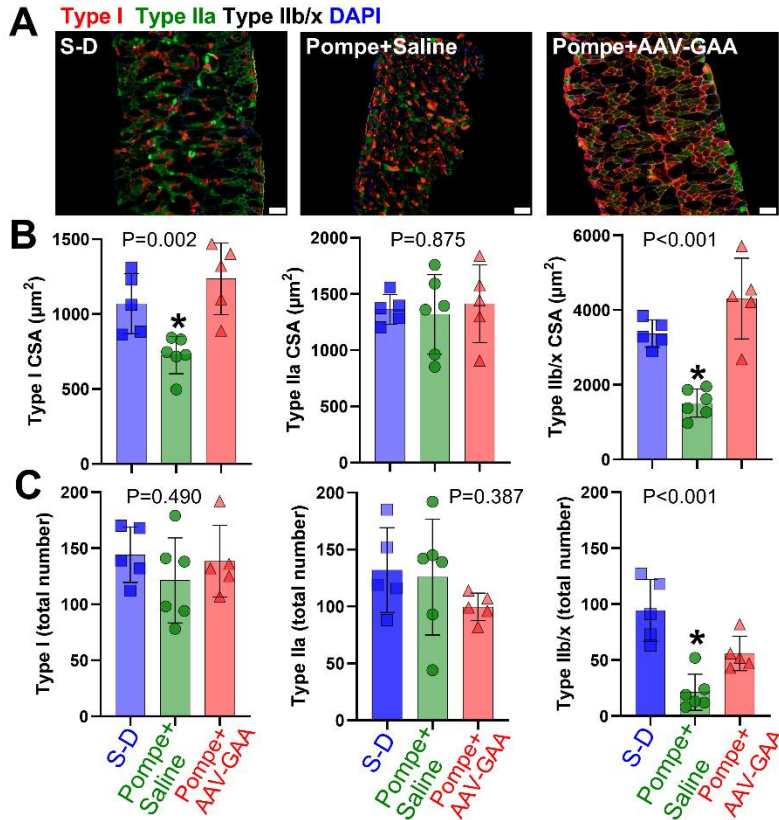 A
Type I Type IIa Type IIb/x DAPI
S-D
Pompe+Saline
Pompe+AAV-GAA
B
Type I CSA (μm²)
1500
1000
500
0
P=0.002
*
Type IIa CSA (μm²)
2000
1500
1000
500
0
P=0.875
Type IIb/x CSA (μm²)
6000
4000
2000
0
P<0.001
*
C
Type I (total number)
200
150
100
50
0
P=0.490
S-D
Pompe+
Saline
Pompe+
AAV-GAA
Type IIa (total number)
200
150
100
50
0
P=0.387
S-D
Pompe+
Saline
Pompe+
AAV-GAA
Type IIb/x (total number)
200
150
100
50
0
P<0.001
*
S-D
Pompe+
Saline
Pompe+
AAV-GAA